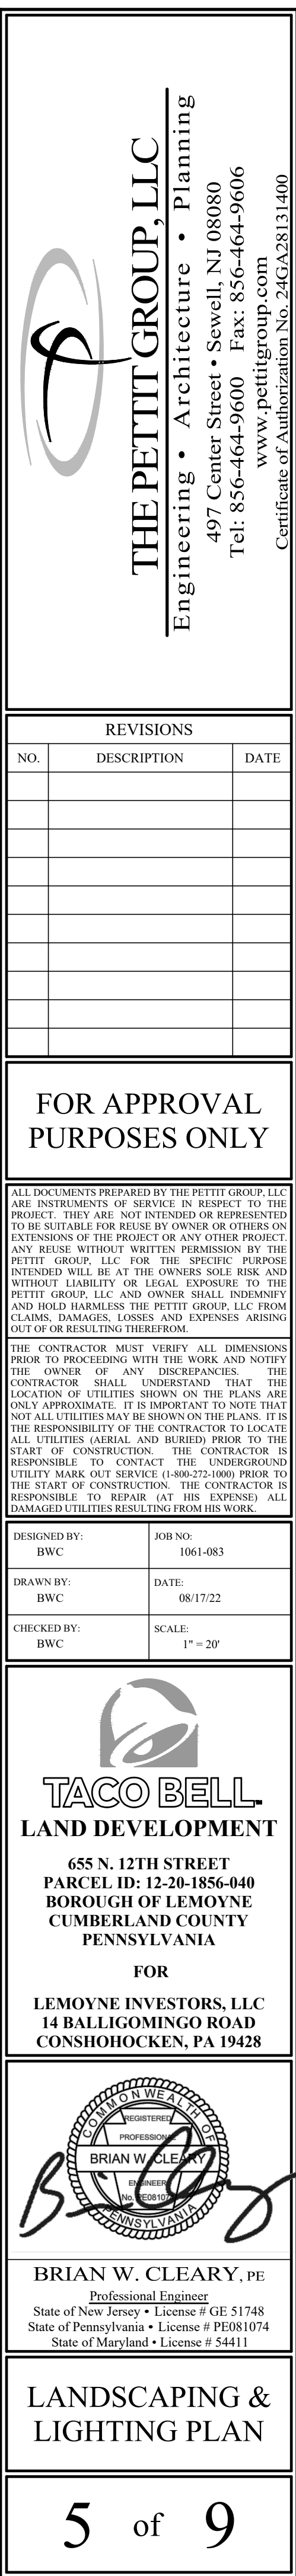 THE PETTIT GROUP, LLC
Engineering • Architecture • Planning
497 Center Street • Sewell, NJ 08080
Tel: 856-464-9600 Fax: 856-464-9606
www.pettitgroup.com
Certificate of Authorization No. 24GA28131400
REVISIONS
NO. DESCRIPTION DATE
FOR APPROVAL
PURPOSES ONLY
ALL DOCUMENTS PREPARED BY THE PETTIT GROUP, LLC
ARE INSTRUMENTS OF SERVICE IN RESPECT TO THE
PROJECT. THEY ARE NOT INTENDED OR REPRESENTED
TO BE SUITABLE FOR REUSE BY OWNER OR OTHERS ON
EXTENSIONS OF THE PROJECT OR ANY OTHER PROJECT.
ANY REUSE WITHOUT WRITTEN PERMISSION BY THE
PETTIT GROUP, LLC FOR THE SPECIFIC PURPOSE
INTENDED WILL BE AT THE OWNERS SOLE RISK AND
WITHOUT LIABILITY OR LEGAL EXPOSURE TO THE
PETTIT GROUP, LLC AND OWNER SHALL INDEMNIFY
AND HOLD HARMLESS THE PETTIT GROUP, LLC FROM
CLAIMS, DAMAGES, LOSSES AND EXPENSES ARISING
OUT OF OR RESULTING THEREFROM.
THE CONTRACTOR MUST VERIFY ALL DIMENSIONS
PRIOR TO PROCEEDING WITH THE WORK AND NOTIFY
THE OWNER OF ANY DISCREPANCIES. THE
CONTRACTOR SHALL UNDERSTAND THAT THE
LOCATION OF UTILITIES SHOWN ON THE PLANS ARE
ONLY APPROXIMATE. IT IS IMPORTANT TO NOTE THAT
NOT ALL UTILITIES MAY BE SHOWN ON THE PLANS. IT IS
THE RESPONSIBILITY OF THE CONTRACTOR TO LOCATE
ALL UTILITIES (AERIAL AND BURIED) PRIOR TO THE
START OF CONSTRUCTION. THE CONTRACTOR IS
RESPONSIBLE TO CONTACT THE UNDERGROUND
UTILITY MARK OUT SERVICE (1-800-272-1000) PRIOR TO
THE START OF CONSTRUCTION. THE CONTRACTOR IS
RESPONSIBLE TO REPAIR (AT HIS EXPENSE) ALL
DAMAGED UTILITIES RESULTING FROM HIS WORK.
DESIGNED BY: JOB NO:
BWC 1061-083
DRAWN BY: DATE:
BWC 08/17/22
CHECKED BY: SCALE:
BWC 1" = 20'
TACO BELL
LAND DEVELOPMENT
655 N. 12TH STREET
PARCEL ID: 12-20-1856-040
BOROUGH OF LEMOYNE
CUMBERLAND COUNTY
PENNSYLVANIA
FOR
LEMOYNE INVESTORS, LLC
14 BALLIGOMINGO ROAD
CONSHOHOCKEN, PA 19428
COMMONWEALTH OF
REGISTERED
PROFESSIONAL
BRIAN W. CLEARY
ENGINEER
No. PE081074
PENNSYLVANIA
BRIAN W. CLEARY, PE
Professional Engineer
State of New Jersey • License # GE 51748
State of Pennsylvania • License # PE081074
State of Maryland • License # 54411
LANDSCAPING &
LIGHTING PLAN
5 of 9